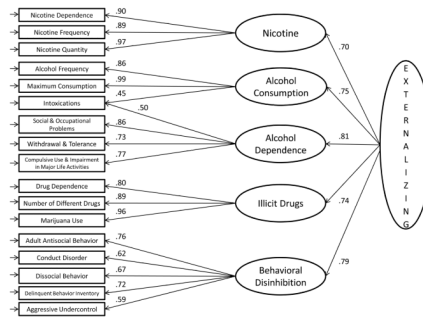 Nicotine Dependence
.90
Nicotine Frequency
.89
Nicotine Quantity
.97
Nicotine
.70
Alcohol Frequency
.86
Maximum Consumption
.99
Intoxications
.45
.50
Alcohol
Consumption
.75
Social & Occupational
Problems
.86
Withdrawal & Tolerance
.73
Compulsive Use & Impairment
in Major Life Activities
.77
Alcohol
Dependence
.81
Drug Dependence
.80
Number of Different Drugs
.89
Marijuana Use
.96
Illicit Drugs
.74
Adult Antisocial Behavior
.76
Conduct Disorder
.62
Dissocial Behavior
.67
Delinquent Behavior Inventory
.72
Aggressive Undercontrol
.59
Behavioral
Disinhibition
.79
E
X
T
E
R
N
A
L
I
Z
I
N
G